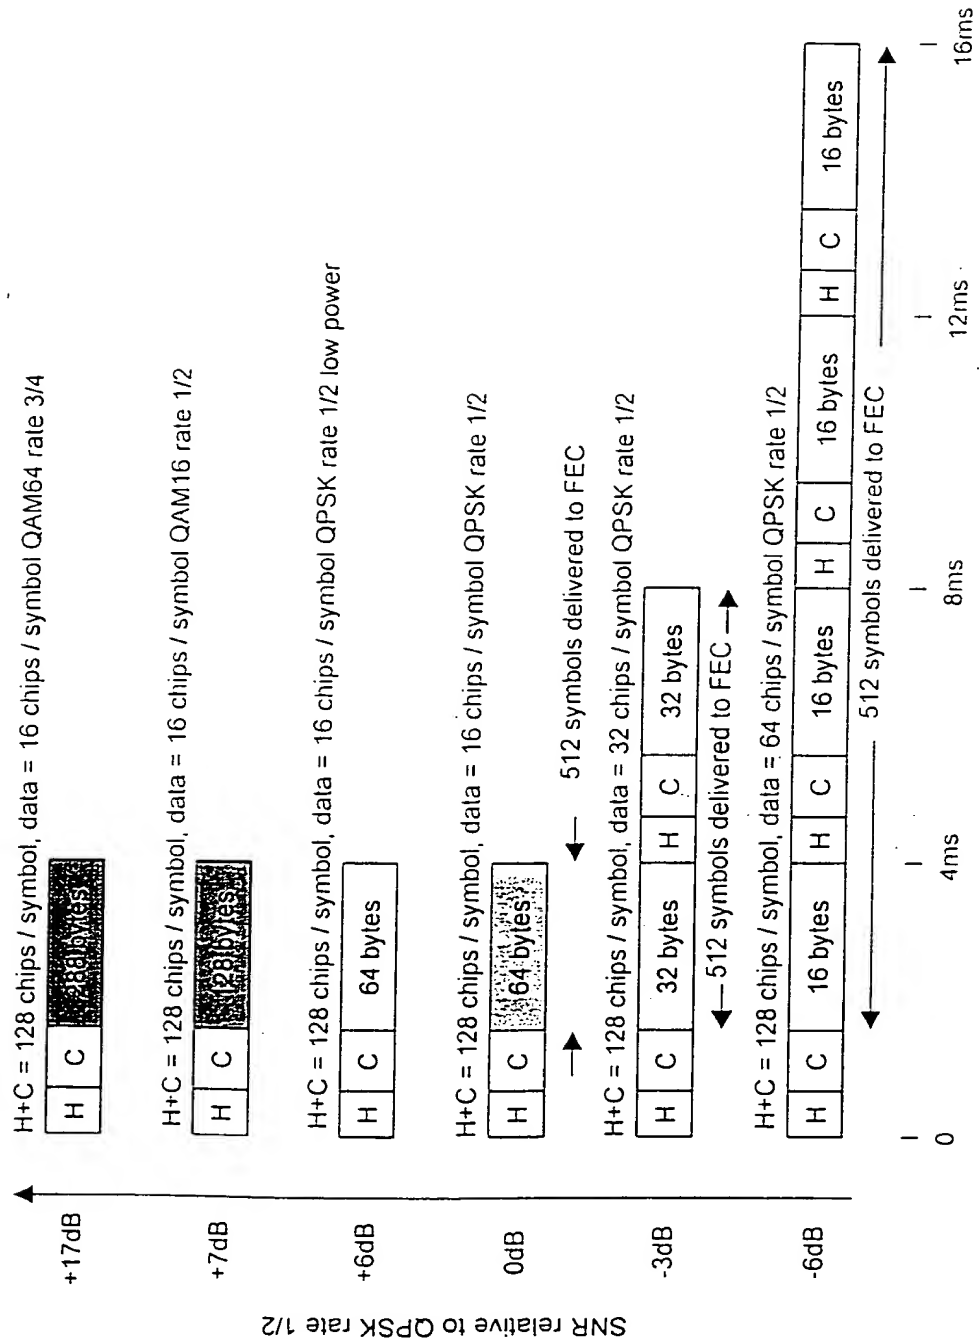 SNR relative to QPSK rate 1/2
+17dB
H+C = 128 chips / symbol, data = 16 chips / symbol QAM64 rate 3/4
H C 288 bytes
+7dB
H+C = 128 chips / symbol, data = 16 chips / symbol QAM16 rate 1/2
H C 128 bytes
+6dB
H+C = 128 chips / symbol, data = 16 chips / symbol QPSK rate 1/2 low power
H C 64 bytes
0dB
H+C = 128 chips / symbol, data = 16 chips / symbol QPSK rate 1/2
H C 64 bytes
512 symbols delivered to FEC
-3dB
H+C = 128 chips / symbol, data = 32 chips / symbol QPSK rate 1/2
H C 32 bytes H C 32 bytes
512 symbols delivered to FEC
-6dB
H+C = 128 chips / symbol, data = 64 chips / symbol QPSK rate 1/2
H C 16 bytes H C 16 bytes H C 16 bytes H C 16 bytes
512 symbols delivered to FEC
0 4ms 8ms 12ms 16ms